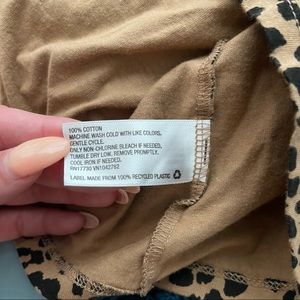 100% COTTON
MACHINE WASH COLD WITH LIKE COLORS,
GENTLE CYCLE.
ONLY NON-CHLORINE BLEACH IF NEEDED.
TUMBLE DRY LOW. REMOVE PROMPTLY.
COOL IRON IF NEEDED.
RN17730 VN1042782
LABEL MADE FROM 100% RECYCLED PLASTIC